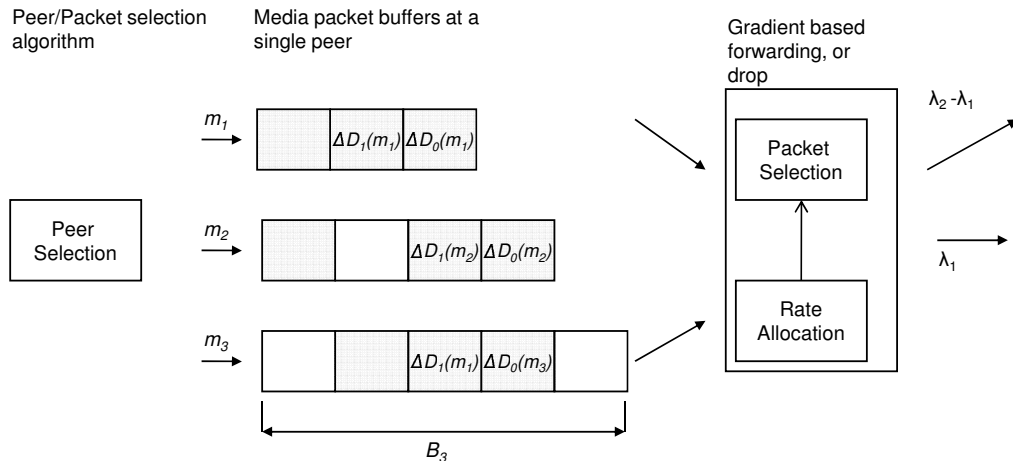 Peer/Packet selection
algorithm
Media packet buffers at a
single peer
Gradient based
forwarding, or
drop
m1
ΔD1(m1)
ΔD0(m1)
Peer
Selection
m2
ΔD1(m2)
ΔD0(m2)
m3
ΔD1(m1)
ΔD0(m3)
B3
Packet
Selection
Rate
Allocation
λ2 -λ1
λ1